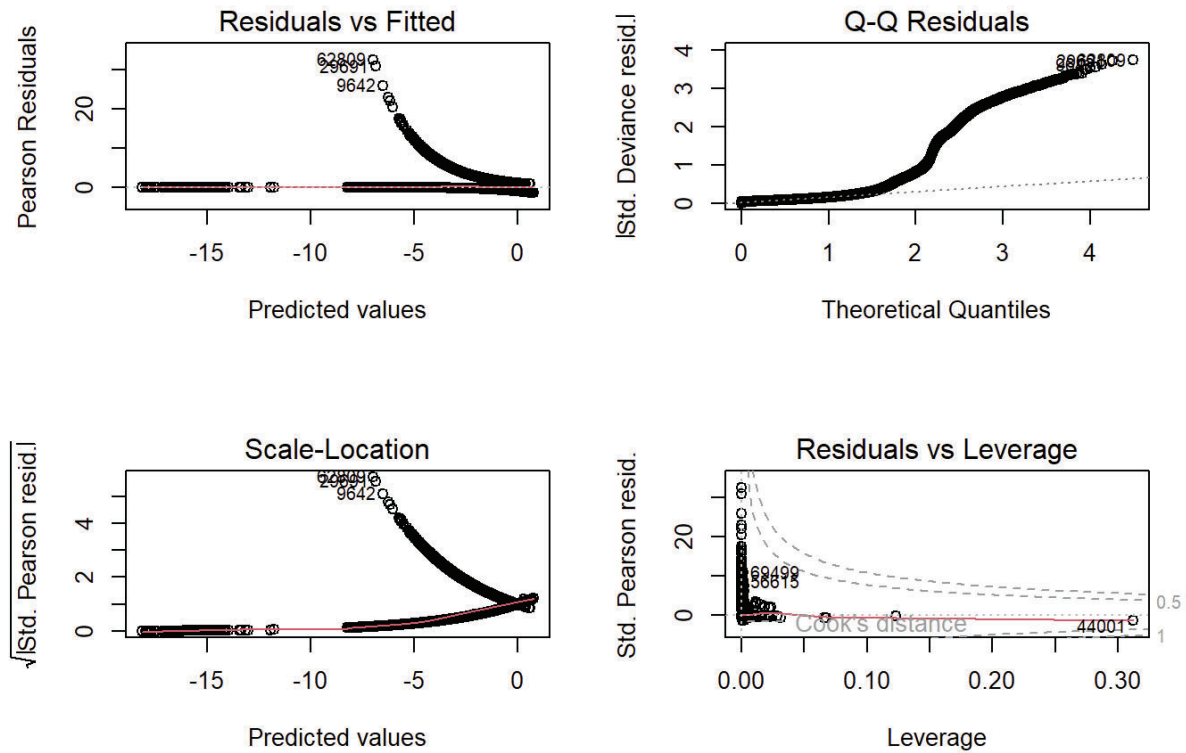 Residuals vs Fitted
Pearson Residuals
0 20
62809
29691
9642
-15 -10 -5 0
Predicted values
Q-Q Residuals
|Std. Deviance resid.|
0 1 2 3 4
62809
0 1 2 3 4
Theoretical Quantiles
Scale-Location
√|Std. Pearson resid.|
0 2 4
62809
29691
9642
-15 -10 -5 0
Predicted values
Residuals vs Leverage
Std. Pearson resid.
0 20
69499
56615
44001
Cook's distance
0.5
1
0.00 0.10 0.20 0.30
Leverage